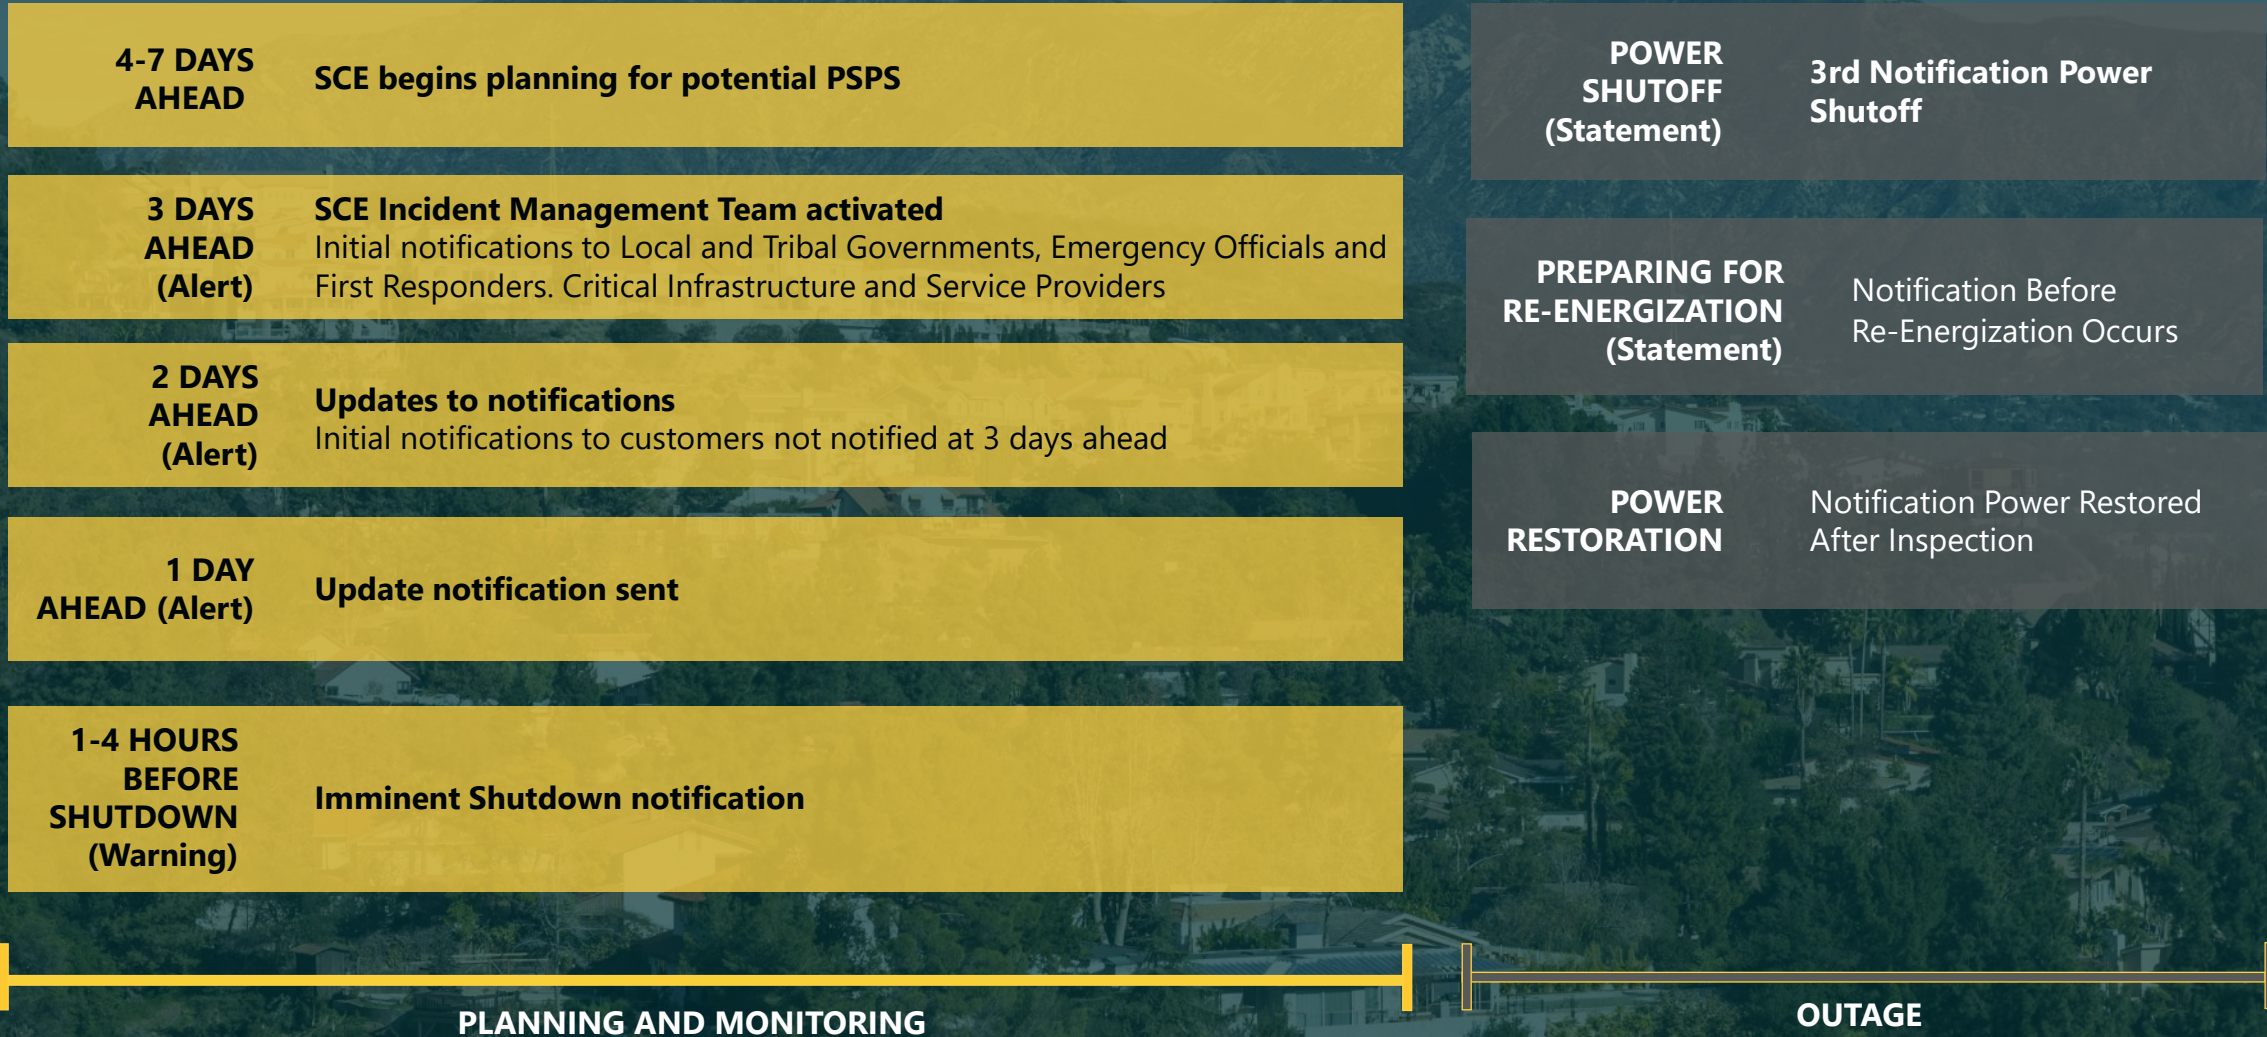 4-7 DAYS
AHEAD
SCE begins planning for potential PSPS
3 DAYS
AHEAD
(Alert)
SCE Incident Management Team activated
Initial notifications to Local and Tribal Governments, Emergency Officials and
First Responders. Critical Infrastructure and Service Providers
2 DAYS
AHEAD
(Alert)
Updates to notifications
Initial notifications to customers not notified at 3 days ahead
1 DAY
AHEAD (Alert)
Update notification sent
1-4 HOURS
BEFORE
SHUTDOWN
(Warning)
Imminent Shutdown notification
PLANNING AND MONITORING
POWER
SHUTOFF
(Statement)
3rd Notification Power
Shutoff
PREPARING FOR
RE-ENERGIZATION
(Statement)
Notification Before
Re-Energization Occurs
POWER
RESTORATION
Notification Power Restored
After Inspection
OUTAGE